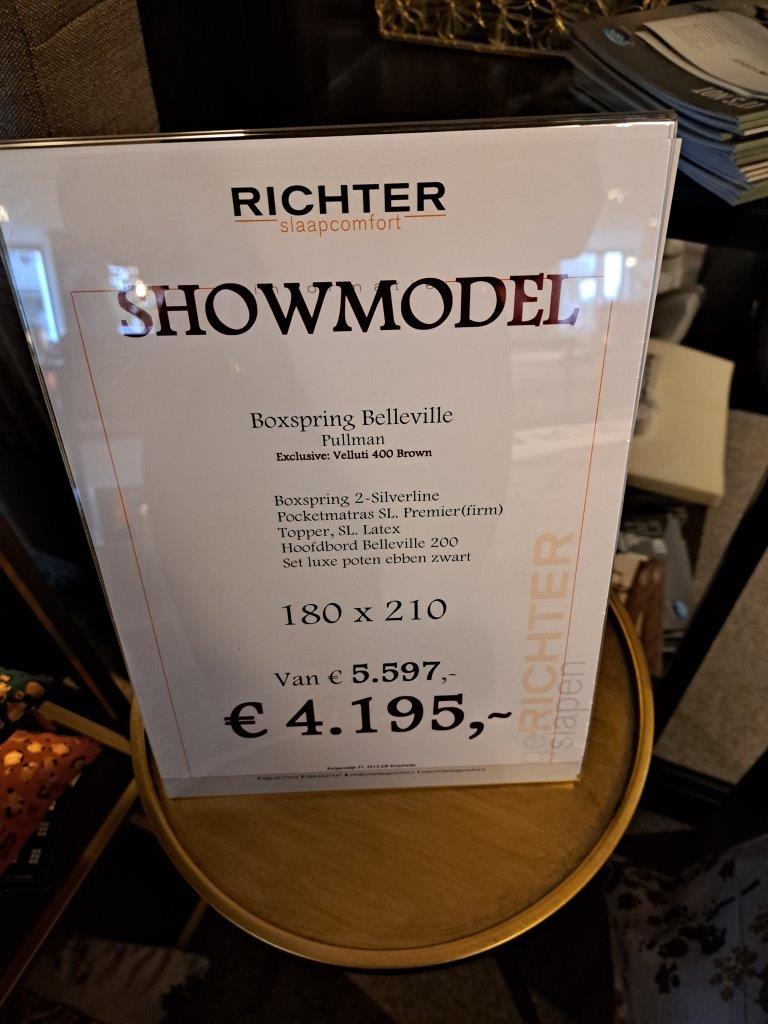 RICHTER
slaapcomfort
SHOWMODEL
Boxspring Belleville
Pullman
Exclusive: Velluti 400 Brown
Boxspring 2-Silverline
Pocketmatras SL. Premier(firm)
Topper, SL. Latex
Hoofdbord Belleville 200
Set luxe poten ebben zwart
180 x 210
Van € 5.597,-
€ 4.195,-
geRICHTER
slapen